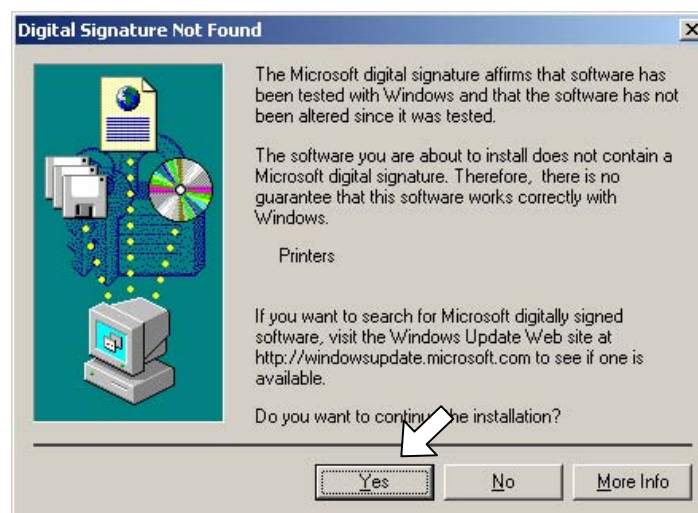 Digital Signature Not Found
The Microsoft digital signature affirms that software has
been tested with Windows and that the software has not
been altered since it was tested.
The software you are about to install does not contain a
Microsoft digital signature. Therefore, there is no
guarantee that this software works correctly with
Windows.
Printers
If you want to search for Microsoft digitally signed
software, visit the Windows Update Web site at
http://windowsupdate.microsoft.com to see if one is
available.
Do you want to continue the installation?
Yes No More Info